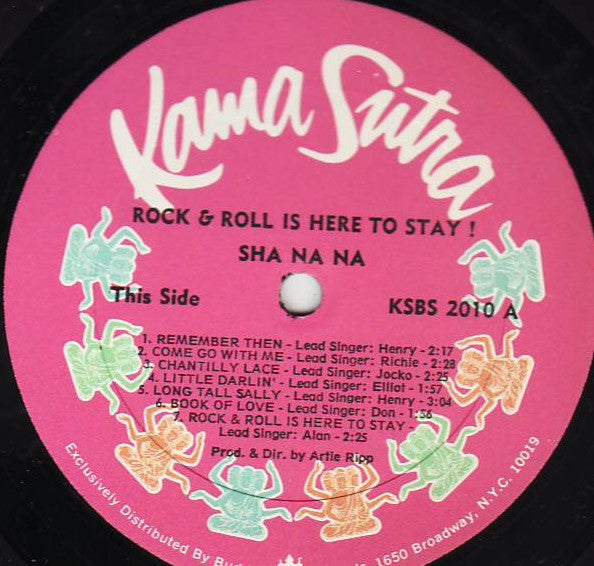 Kama Sutra
ROCK & ROLL IS HERE TO STAY !
SHA NA NA
This Side
KSBS 2010 A
1. REMEMBER THEN - Lead Singer: Henry - 2:17
2. COME GO WITH ME - Lead Singer: Richie - 2:28
3. CHANTILLY LACE - Lead Singer: Jocko - 2:25
4. LITTLE DARLIN' - Lead Singer: Elliot - 1:57
5. LONG TALL SALLY - Lead Singer: Henry - 3:04
6. BOOK OF LOVE - Lead Singer: Don - 1:56
7. ROCK & ROLL IS HERE TO STAY -
Lead Singer: Alan - 2:25
Prod. & Dir. by Artie Ripp
Exclusively Distributed By 1650 Broadway, N.Y.C. 10019